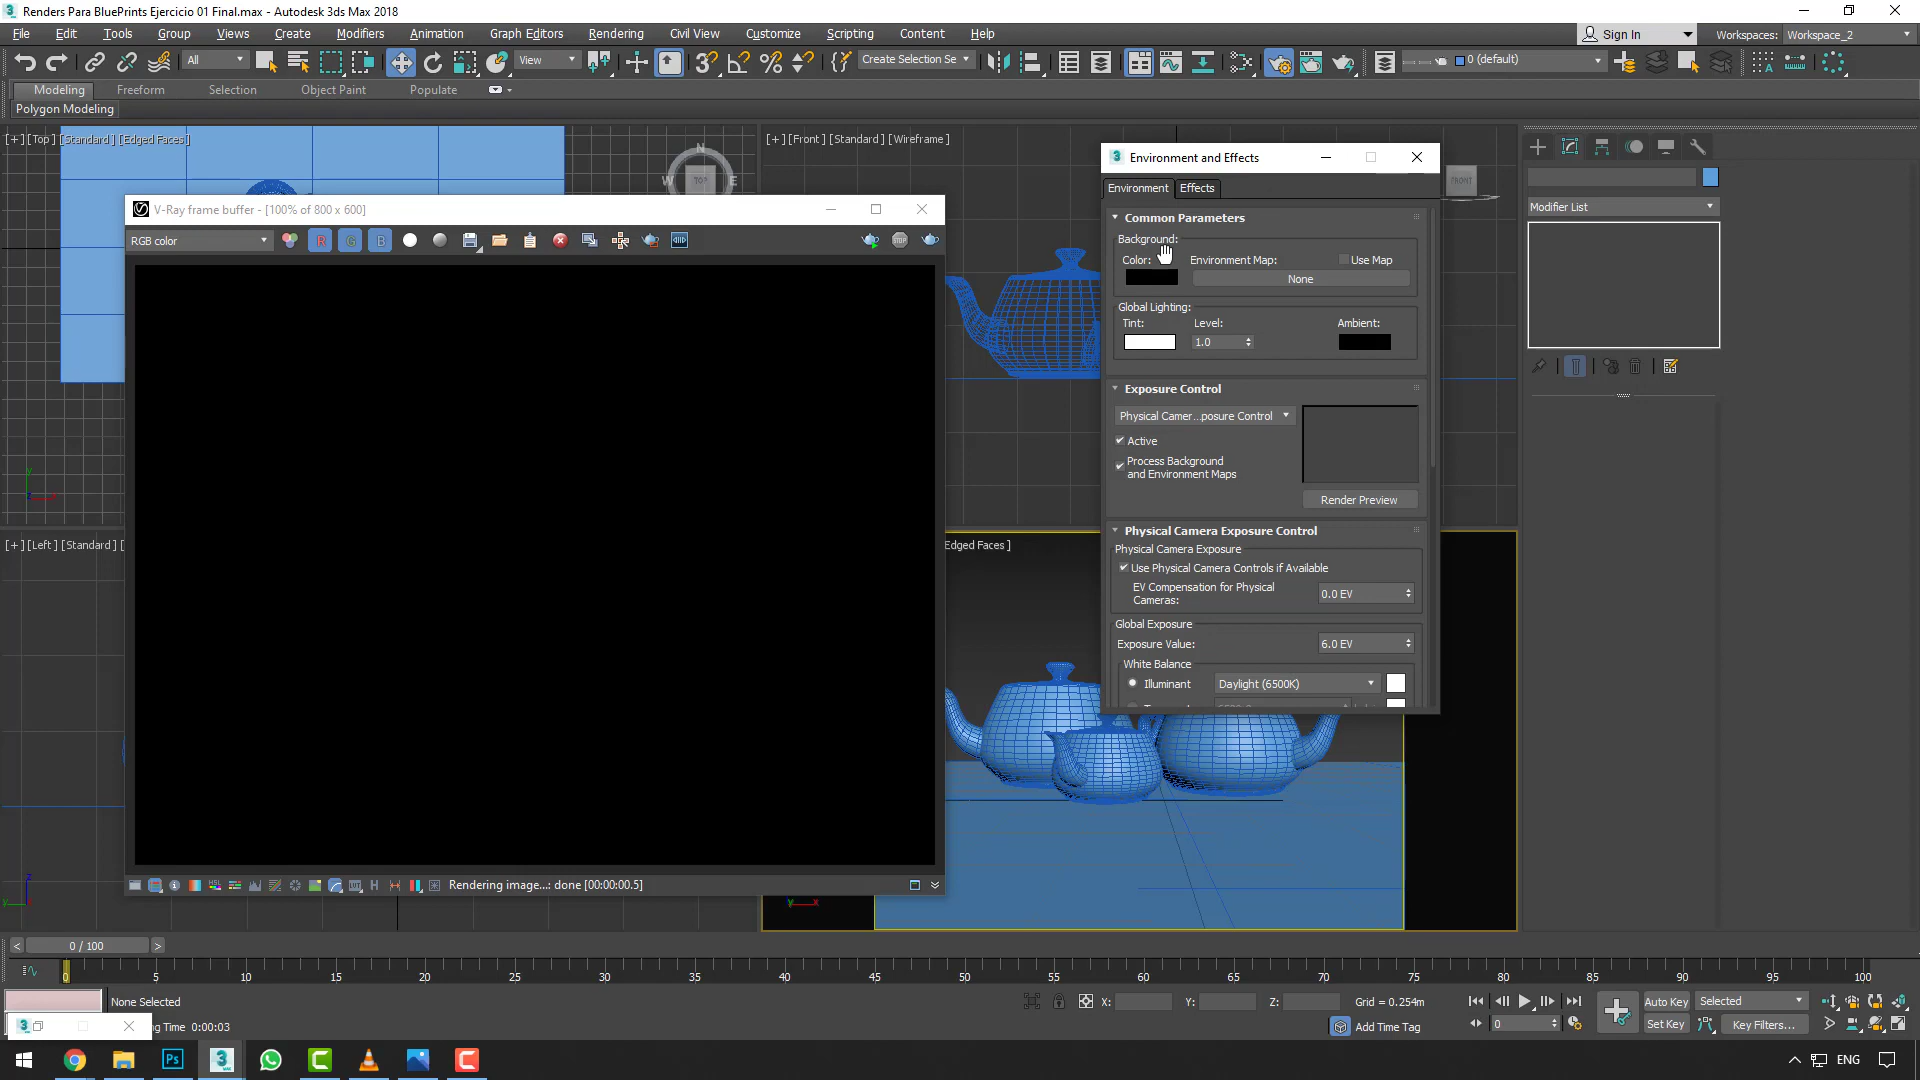 Renders Para BluePrints Ejercicio 01 Final.max - Autodesk 3ds Max 2018
File Edit Tools Group Views Create Modifiers Animation Graph Editors Rendering Civil View Customize Scripting Content Help
Sign In Workspaces: Workspace_2
All View Create Selection Se 0 (default)
Modeling Freeform Selection Object Paint Populate
Polygon Modeling
[+] [Top] [Standard] [Edged Faces]
[+] [Front] [Standard] [Wireframe]
N
W TOP E
FRONT
V-Ray frame buffer - [100% of 800 x 600]
RGB color
R G B
STOP
Environment and Effects
Environment Effects
Common Parameters
Background:
Color: Environment Map: Use Map
None
Global Lighting:
Tint: Level: Ambient:
1.0
Exposure Control
Physical Camer...posure Control
Active
Process Background
and Environment Maps
Render Preview
Physical Camera Exposure Control
Physical Camera Exposure
Use Physical Camera Controls if Available
EV Compensation for Physical
Cameras:
0.0 EV
Global Exposure
Exposure Value: 6.0 EV
White Balance
Illuminant Daylight (6500K)
Modifier List
[+] [Left] [Standard] [
Edged Faces ]
Rendering image...: done [00:00:00.5]
0 / 100
0 5 10 15 20 25 30 35 40 45 50 55 60 65 70 75 80 85 90 95 100
None Selected
X: Y: Z: Grid = 0.254m
Add Time Tag
ng Time 0:00:03
0
Auto Key Selected
Set Key Key Filters...
Ps
ENG